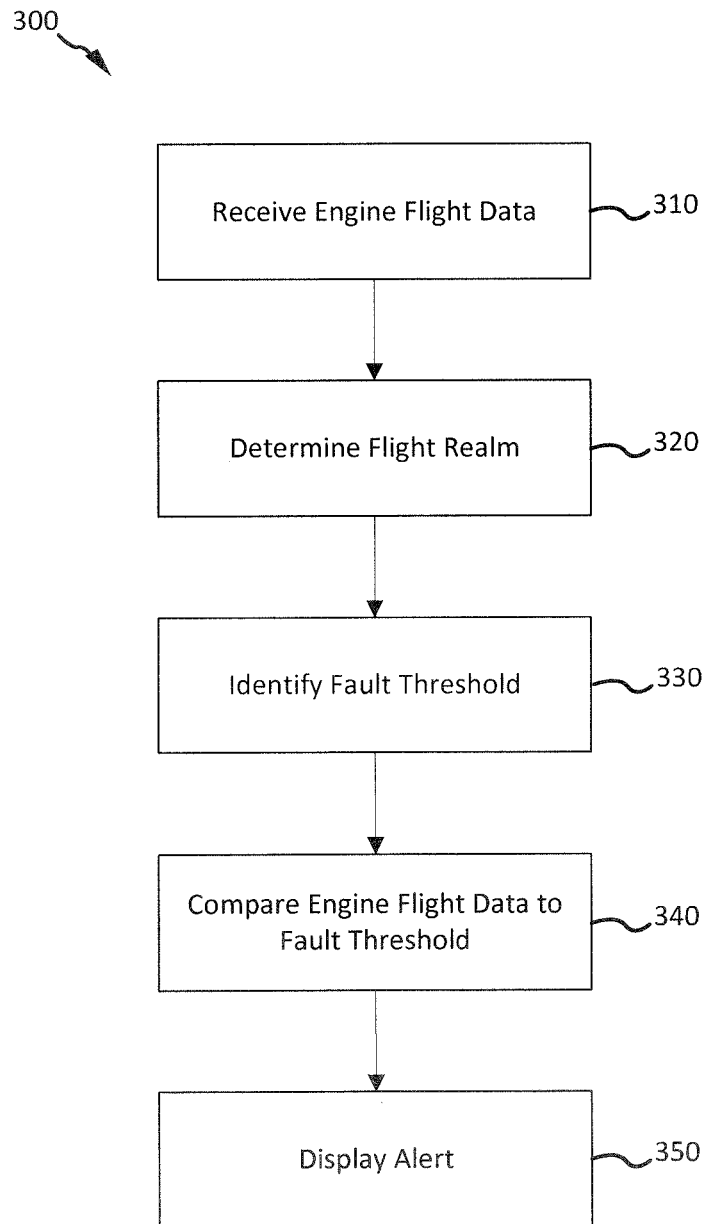 300
Receive Engine Flight Data
310
Determine Flight Realm
320
Identify Fault Threshold
330
Compare Engine Flight Data to
Fault Threshold
340
Display Alert
350